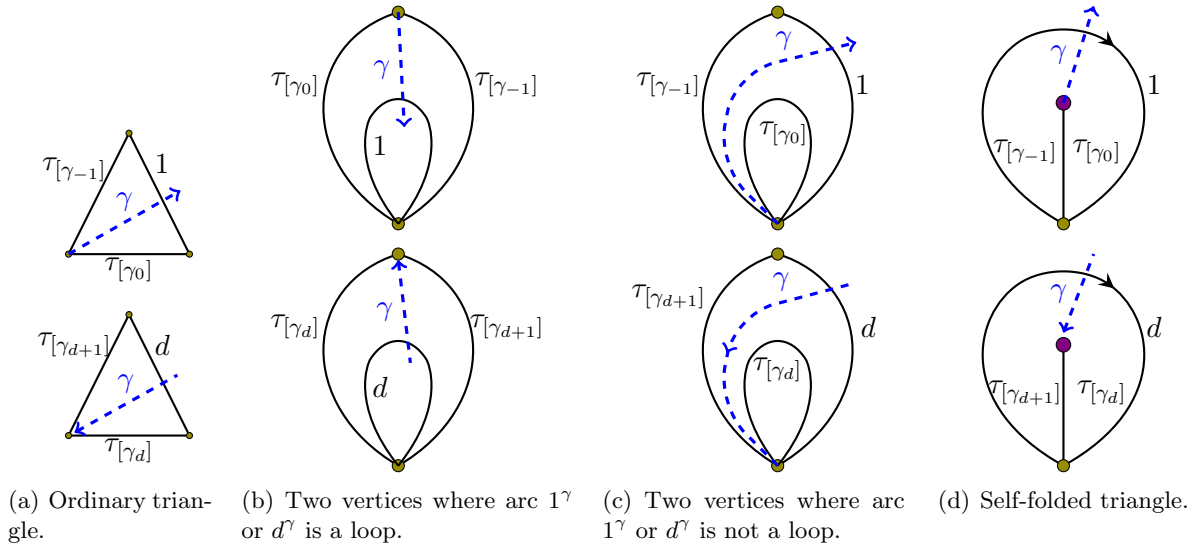 τ[γ−1]
1
γ
τ[γ0]
τ[γd+1]
d
γ
τ[γd]
(a) Ordinary trian-
gle.
τ[γ0]
γ
τ[γ−1]
1
τ[γd]
γ
τ[γd+1]
d
(b) Two vertices where arc 1^γ
or d^γ is a loop.
τ[γ−1]
γ
1
τ[γ0]
τ[γd+1]
γ
d
τ[γd]
(c) Two vertices where arc
1^γ or d^γ is not a loop.
γ
1
τ[γ−1]
τ[γ0]
γ
d
τ[γd+1]
τ[γd]
(d) Self-folded triangle.